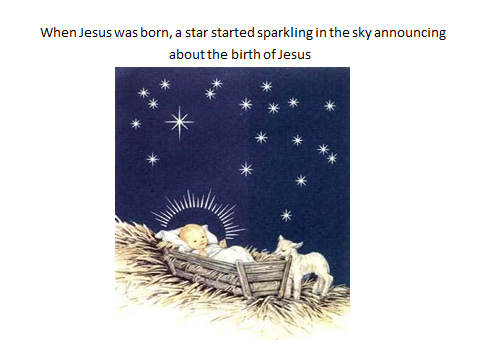 When Jesus was born, a star started sparkling in the sky announcing
about the birth of Jesus